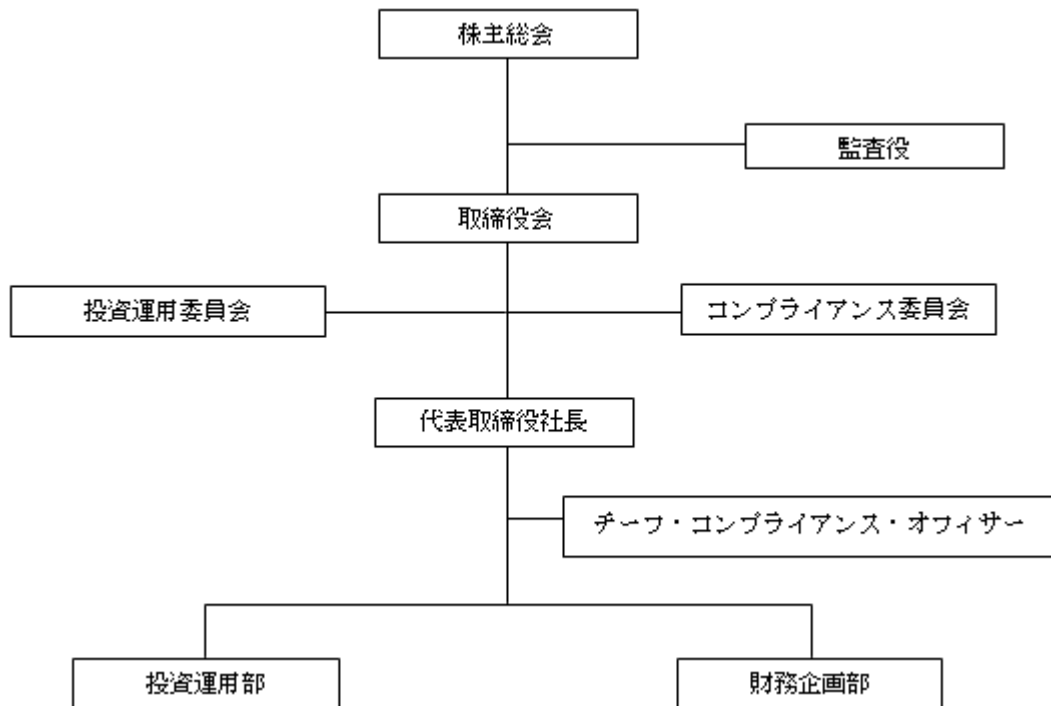 株主総会
監査役
取締役会
投資運用委員会
コンプライアンス委員会
代表取締役社長
チーフ・コンプライアンス・オフィサー
投資運用部
財務企画部